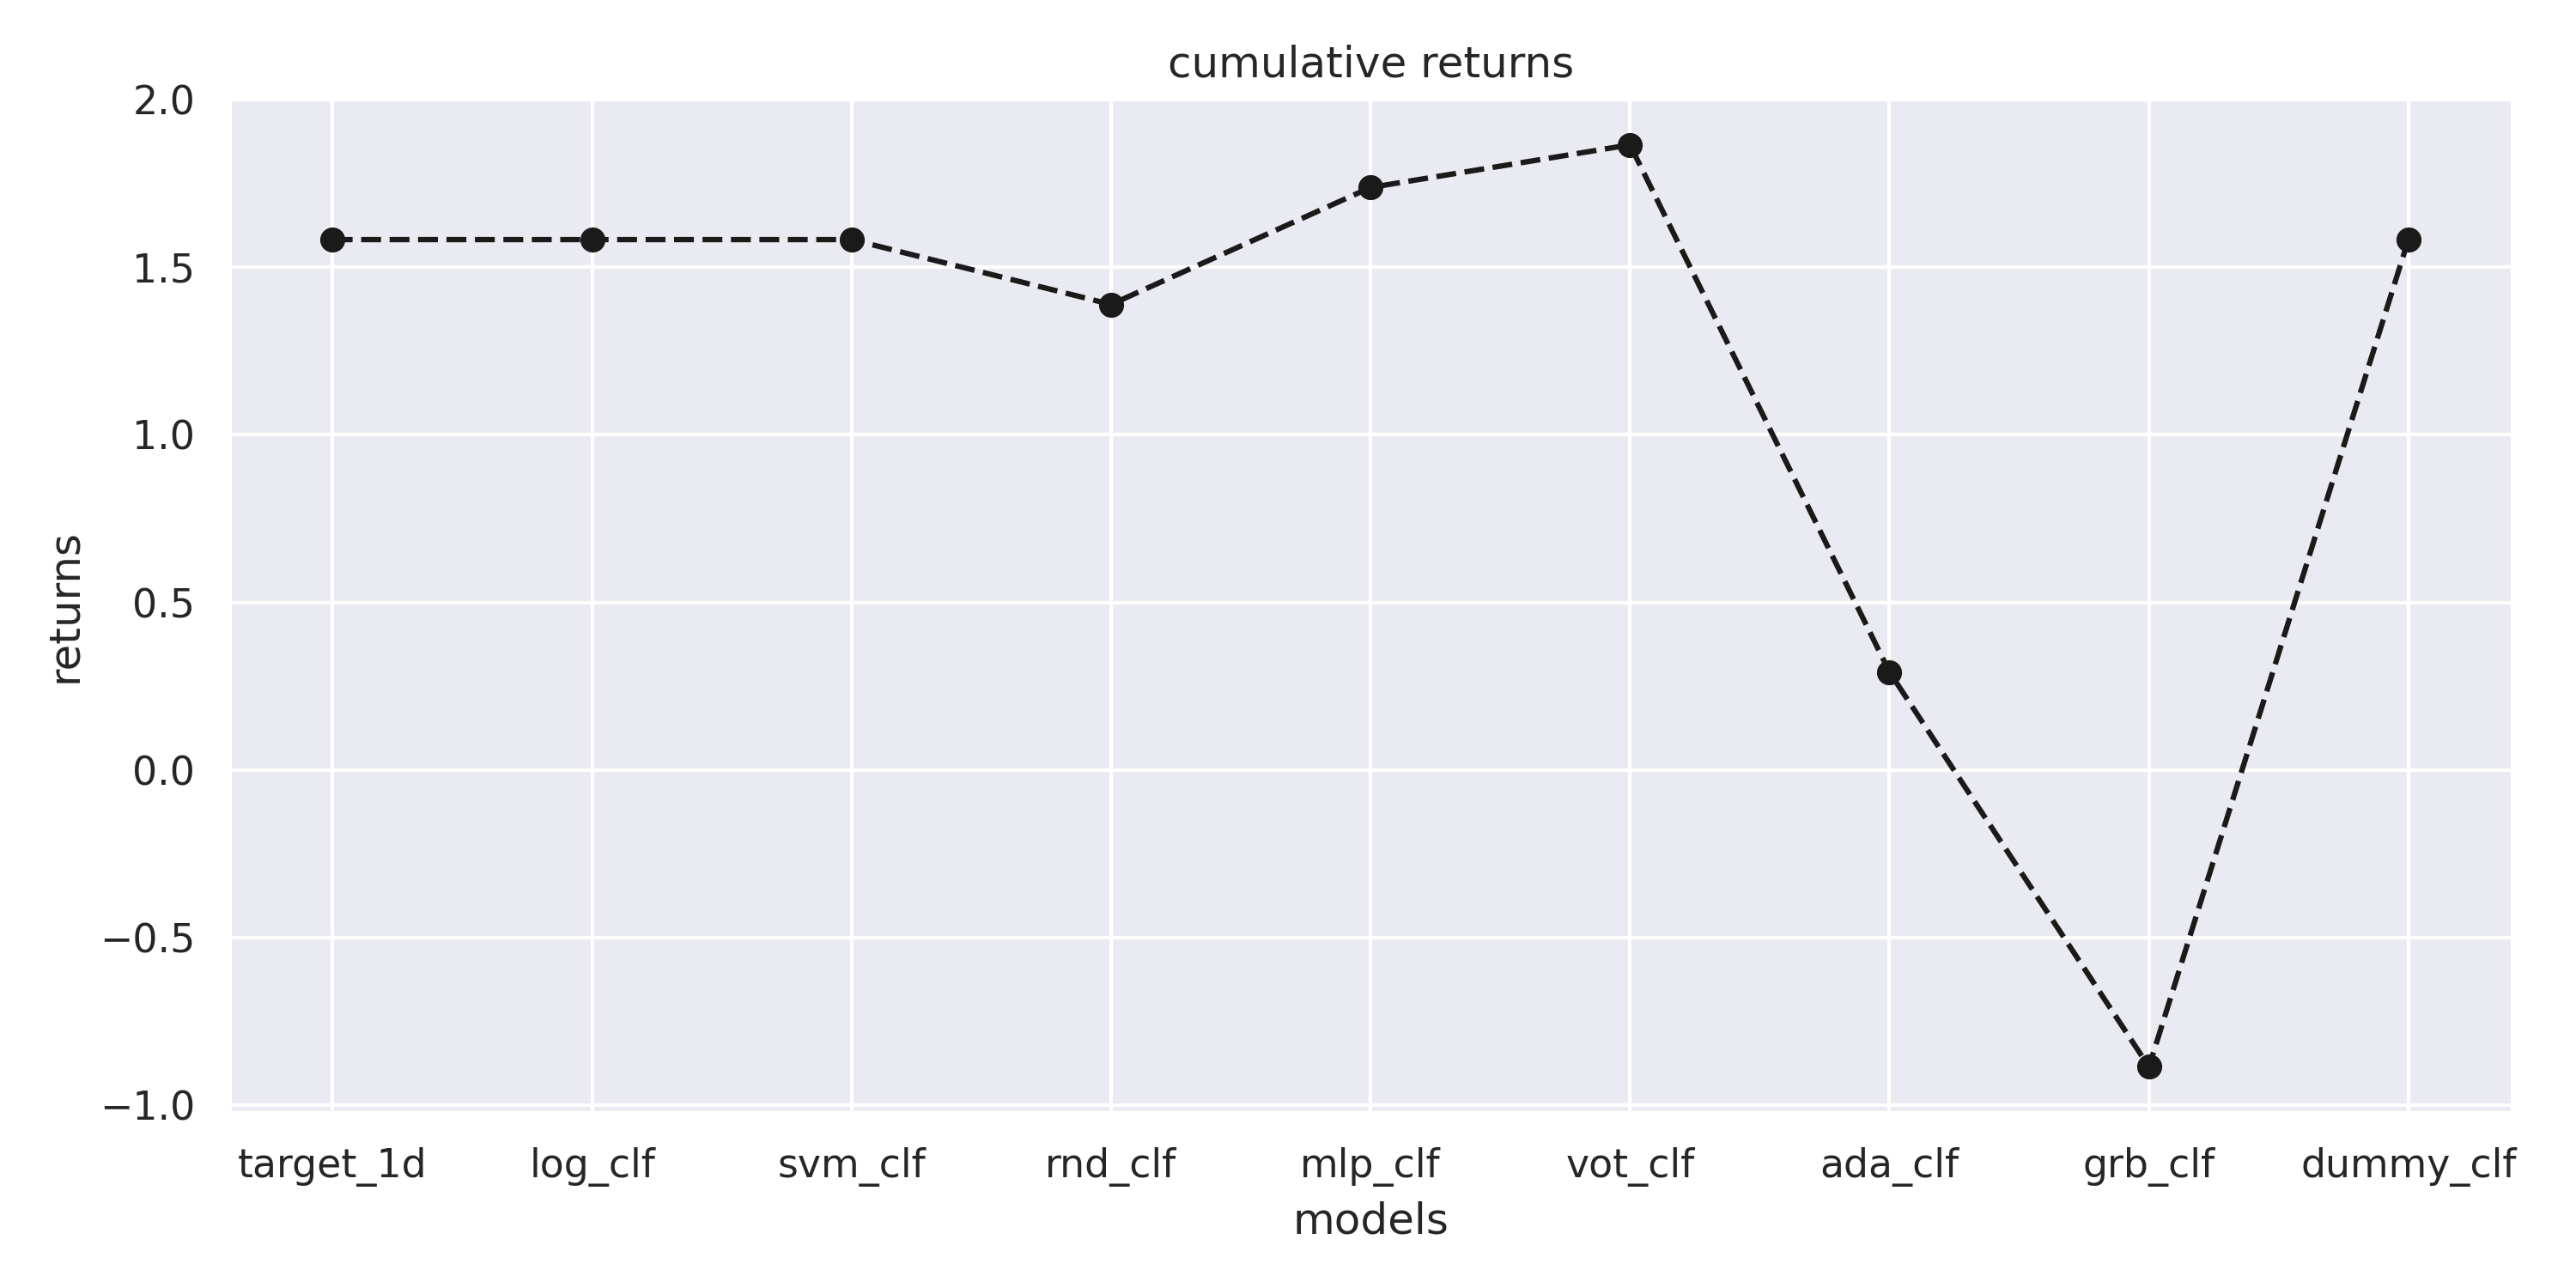 cumulative returns
2.0
1.5
1.0
0.5
0.0
−0.5
−1.0
returns
target_1d log_clf svm_clf rnd_clf mlp_clf vot_clf ada_clf grb_clf dummy_clf
models